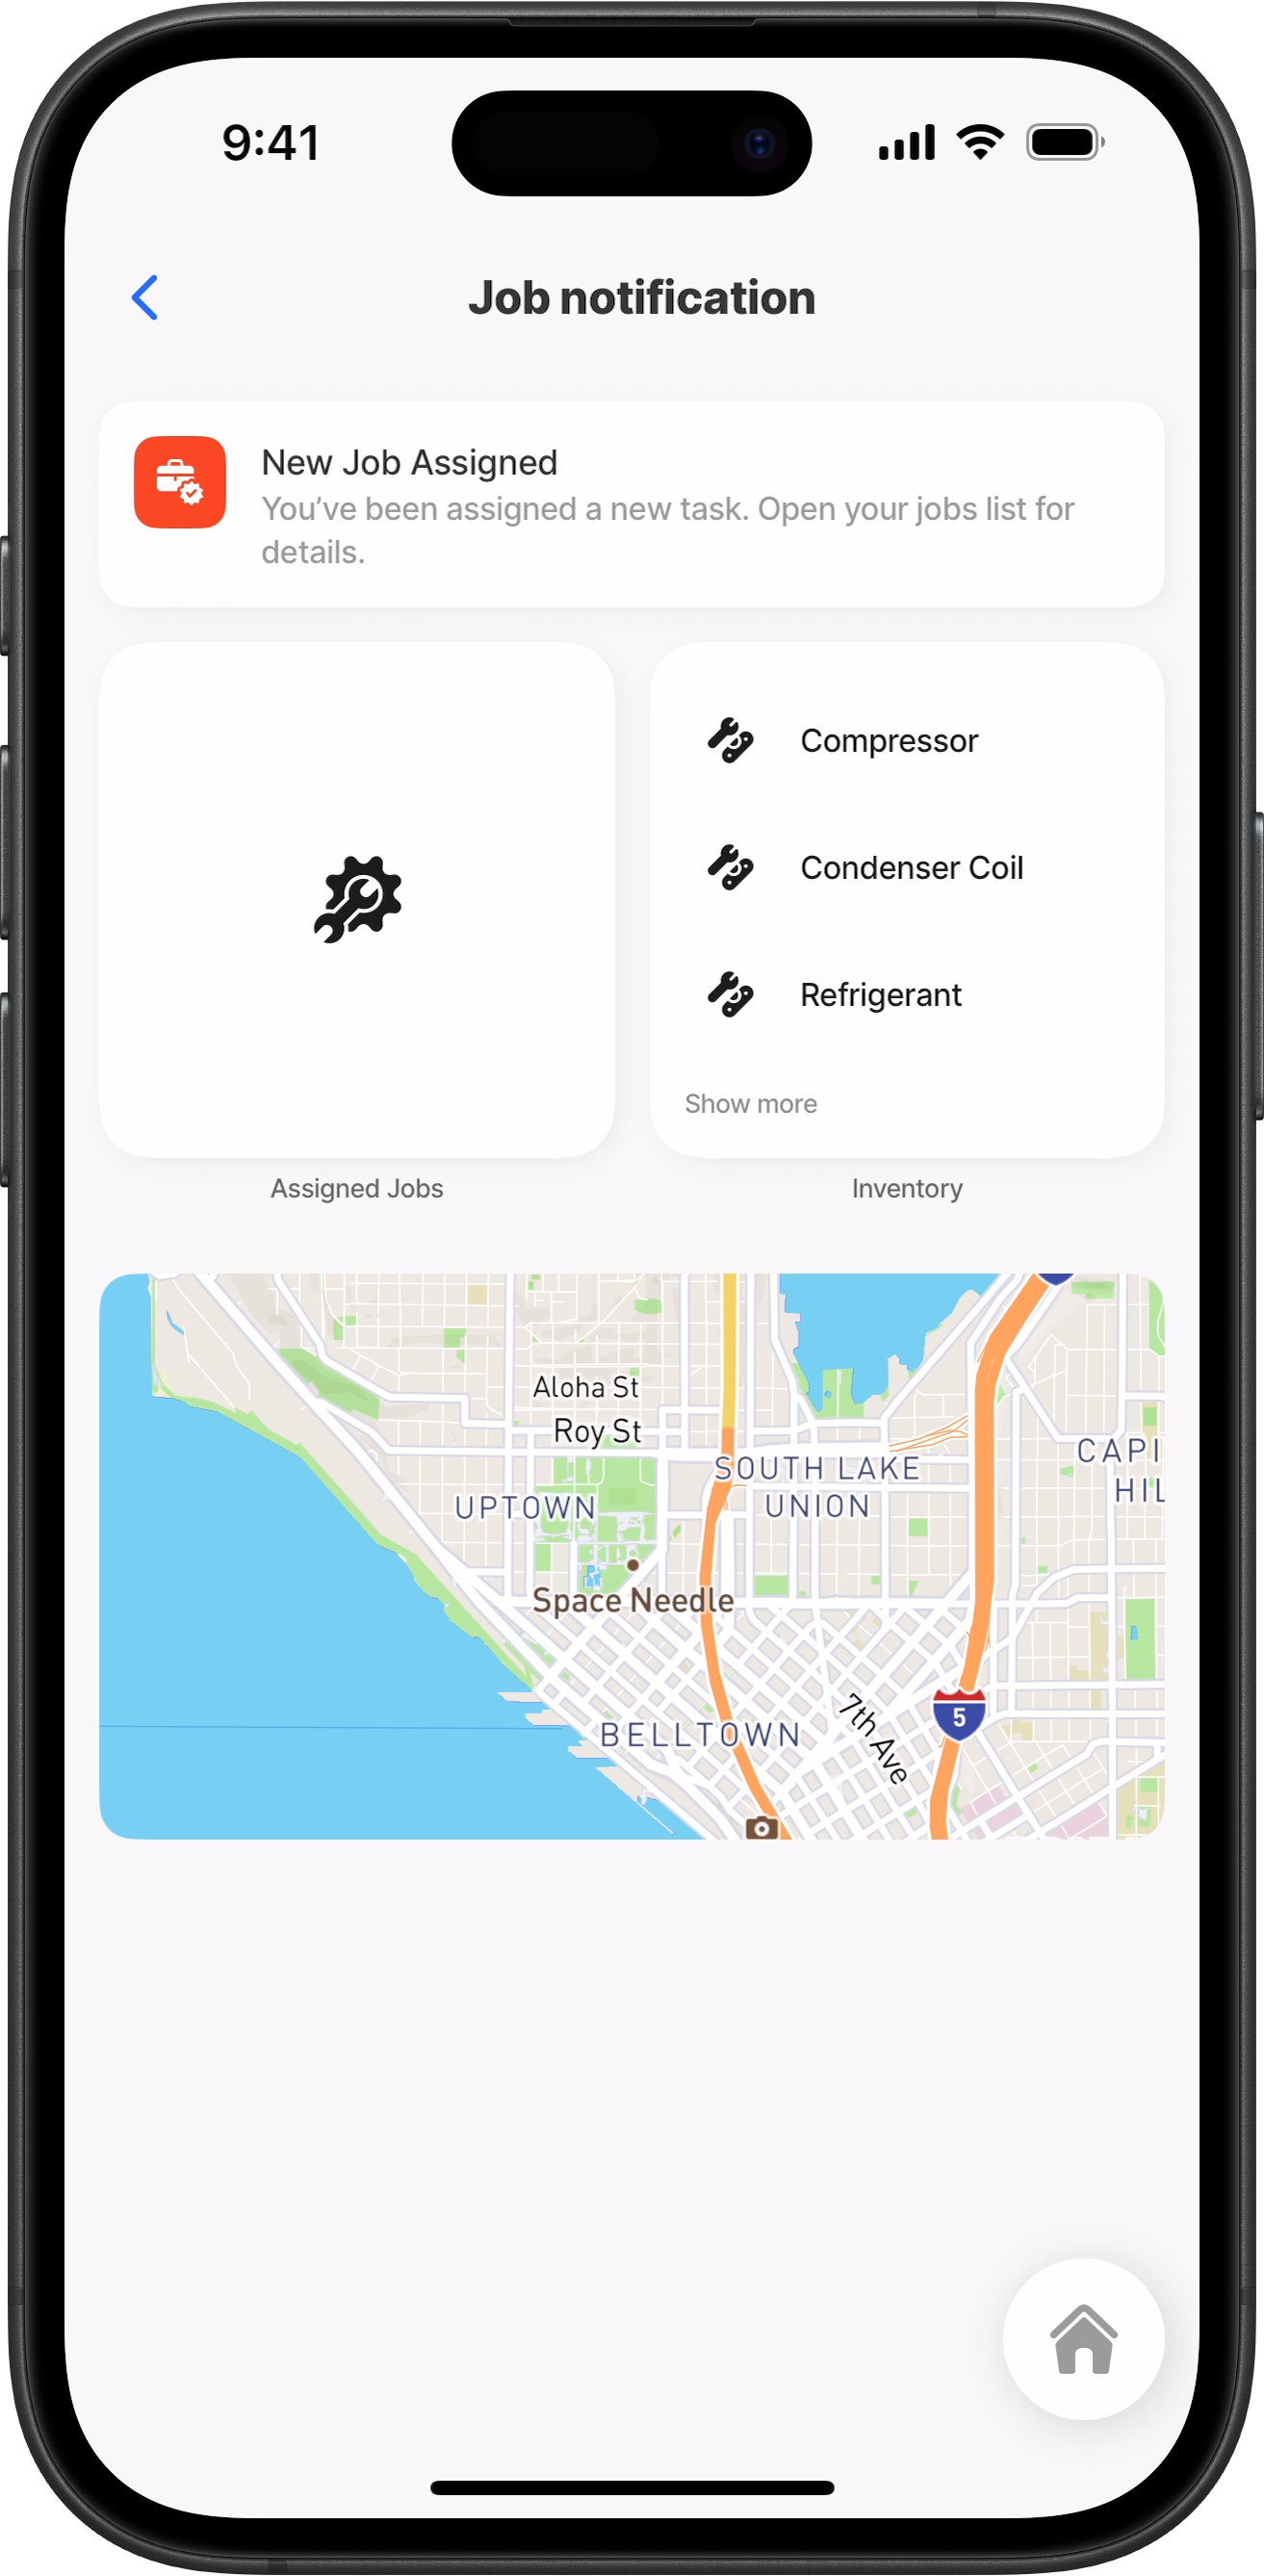 9:41
Job notification
New Job Assigned
You’ve been assigned a new task. Open your jobs list for
details.
Compressor
Condenser Coil
Refrigerant
Show more
Assigned Jobs
Inventory
Aloha St
Roy St
SOUTH LAKE
UNION
CAPI
HIL
UPTOWN
Space Needle
7th Ave
5
BELLTOWN